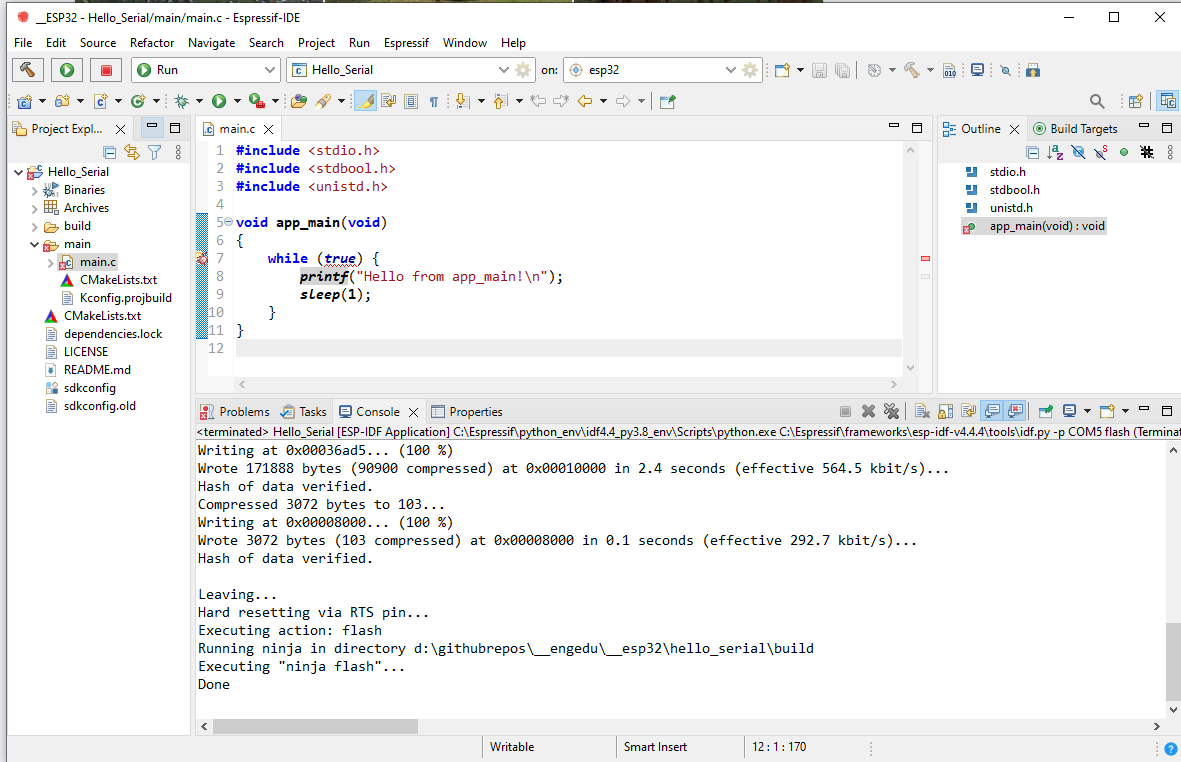 __ESP32 - Hello_Serial/main/main.c - Espressif-IDE
File Edit Source Refactor Navigate Search Project Run Espressif Window Help
Run Hello_Serial on: esp32
Project Expl...
Hello_Serial
Binaries
Archives
build
main
main.c
CMakeLists.txt
Kconfig.projbuild
CMakeLists.txt
dependencies.lock
LICENSE
README.md
sdkconfig
sdkconfig.old
main.c
1 #include <stdio.h>
2 #include <stdbool.h>
3 #include <unistd.h>
4
5 void app_main(void)
6 {
7 while (true) {
8 printf("Hello from app_main!\n");
9 sleep(1);
10 }
11 }
12
Outline Build Targets
stdio.h
stdbool.h
unistd.h
app_main(void) : void
Problems Tasks Console Properties
<terminated> Hello_Serial [ESP-IDF Application] C:\Espressif\python_env\idf4.4_py3.8_env\Scripts\python.exe C:\Espressif\frameworks\esp-idf-v4.4.4\tools\idf.py -p COM5 flash (Terminat
Writing at 0x00036ad5... (100 %)
Wrote 171888 bytes (90900 compressed) at 0x00010000 in 2.4 seconds (effective 564.5 kbit/s)...
Hash of data verified.
Compressed 3072 bytes to 103...
Writing at 0x00008000... (100 %)
Wrote 3072 bytes (103 compressed) at 0x00008000 in 0.1 seconds (effective 292.7 kbit/s)...
Hash of data verified.
Leaving...
Hard resetting via RTS pin...
Executing action: flash
Running ninja in directory d:\githubrepos\__engedu\__esp32\hello_serial\build
Executing "ninja flash"...
Done
Writable Smart Insert 12 : 1 : 170